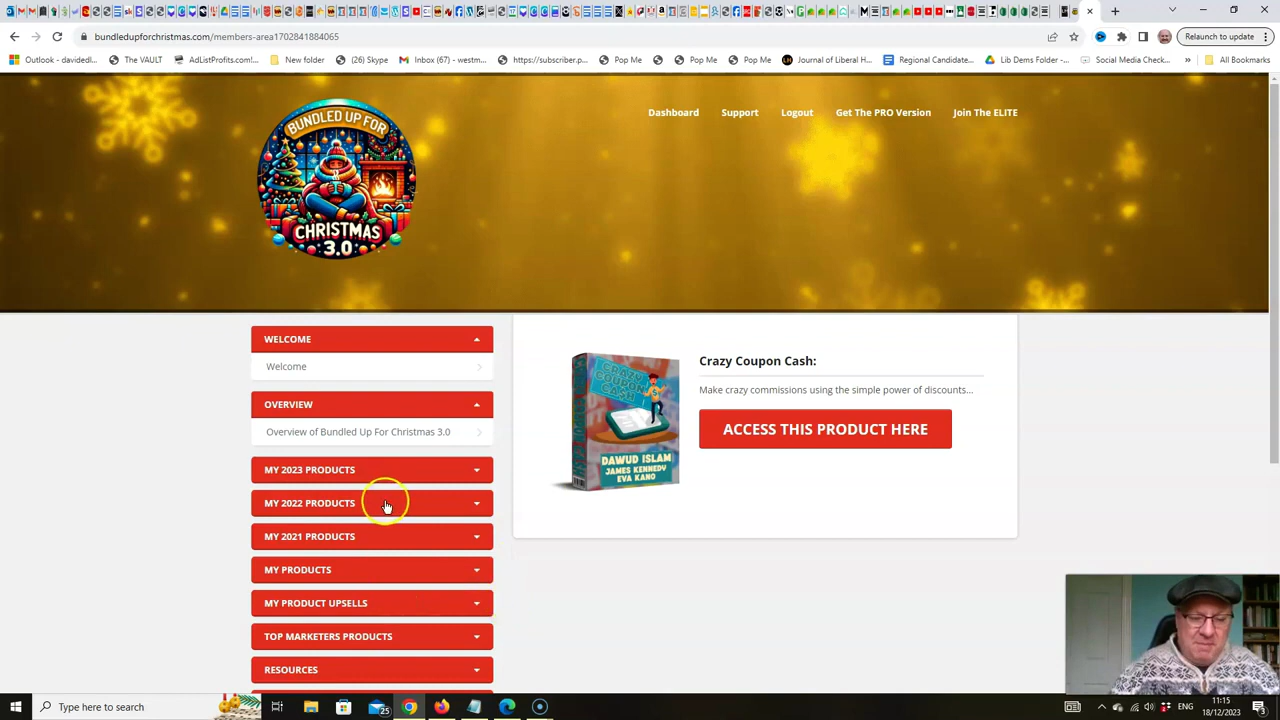 bundledupforchristmas.com/members-area1702841884065
Relaunch to update
Outlook - davidedl...
The VAULT
AdListProfits.com!...
New folder
(26) Skype
Inbox (67) - westm...
https://subscriber.p...
Pop Me
Pop Me
Pop Me
Journal of Liberal H...
Regional Candidate...
Lib Dems Folder -...
Social Media Check...
»
All Bookmarks
BUNDLED UP FOR
CHRISTMAS
3.0
Dashboard
Support
Logout
Get The PRO Version
Join The ELITE
WELCOME
Welcome
OVERVIEW
Overview of Bundled Up For Christmas 3.0
MY 2023 PRODUCTS
MY 2022 PRODUCTS
MY 2021 PRODUCTS
MY PRODUCTS
MY PRODUCT UPSELLS
TOP MARKETERS PRODUCTS
RESOURCES
CRAZY
COUPON
CASH
DAWUD ISLAM
JAMES KENNEDY
EVA KANO
Crazy Coupon Cash:
Make crazy commissions using the simple power of discounts...
ACCESS THIS PRODUCT HERE
Type here to search
25
ENG
11:15
18/12/2023
3